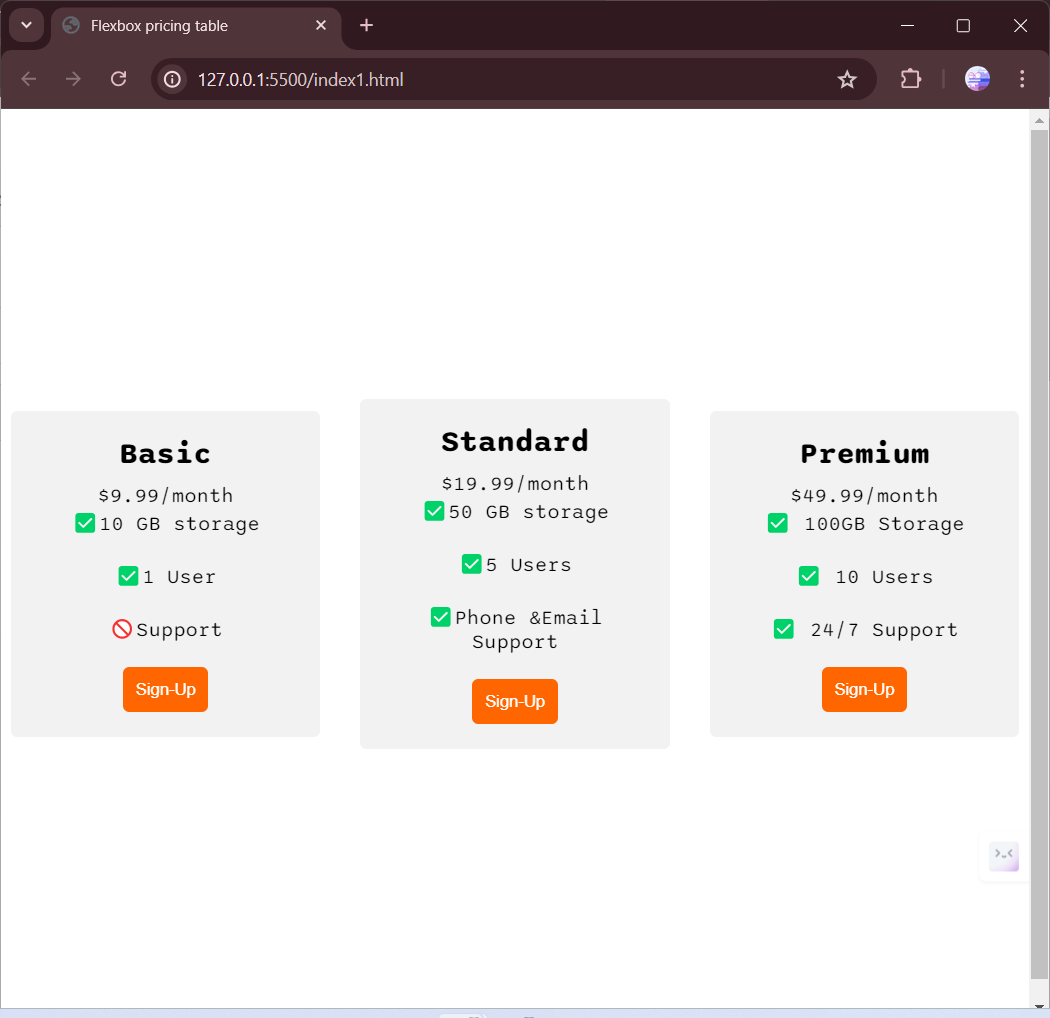 Flexbox pricing table
127.0.0.1:5500/index1.html
Basic
$9.99/month
✅10 GB storage
✅1 User
🚫Support
Sign-Up
Standard
$19.99/month
✅50 GB storage
✅5 Users
✅Phone &Email
Support
Sign-Up
Premium
$49.99/month
✅ 100GB Storage
✅ 10 Users
✅ 24/7 Support
Sign-Up